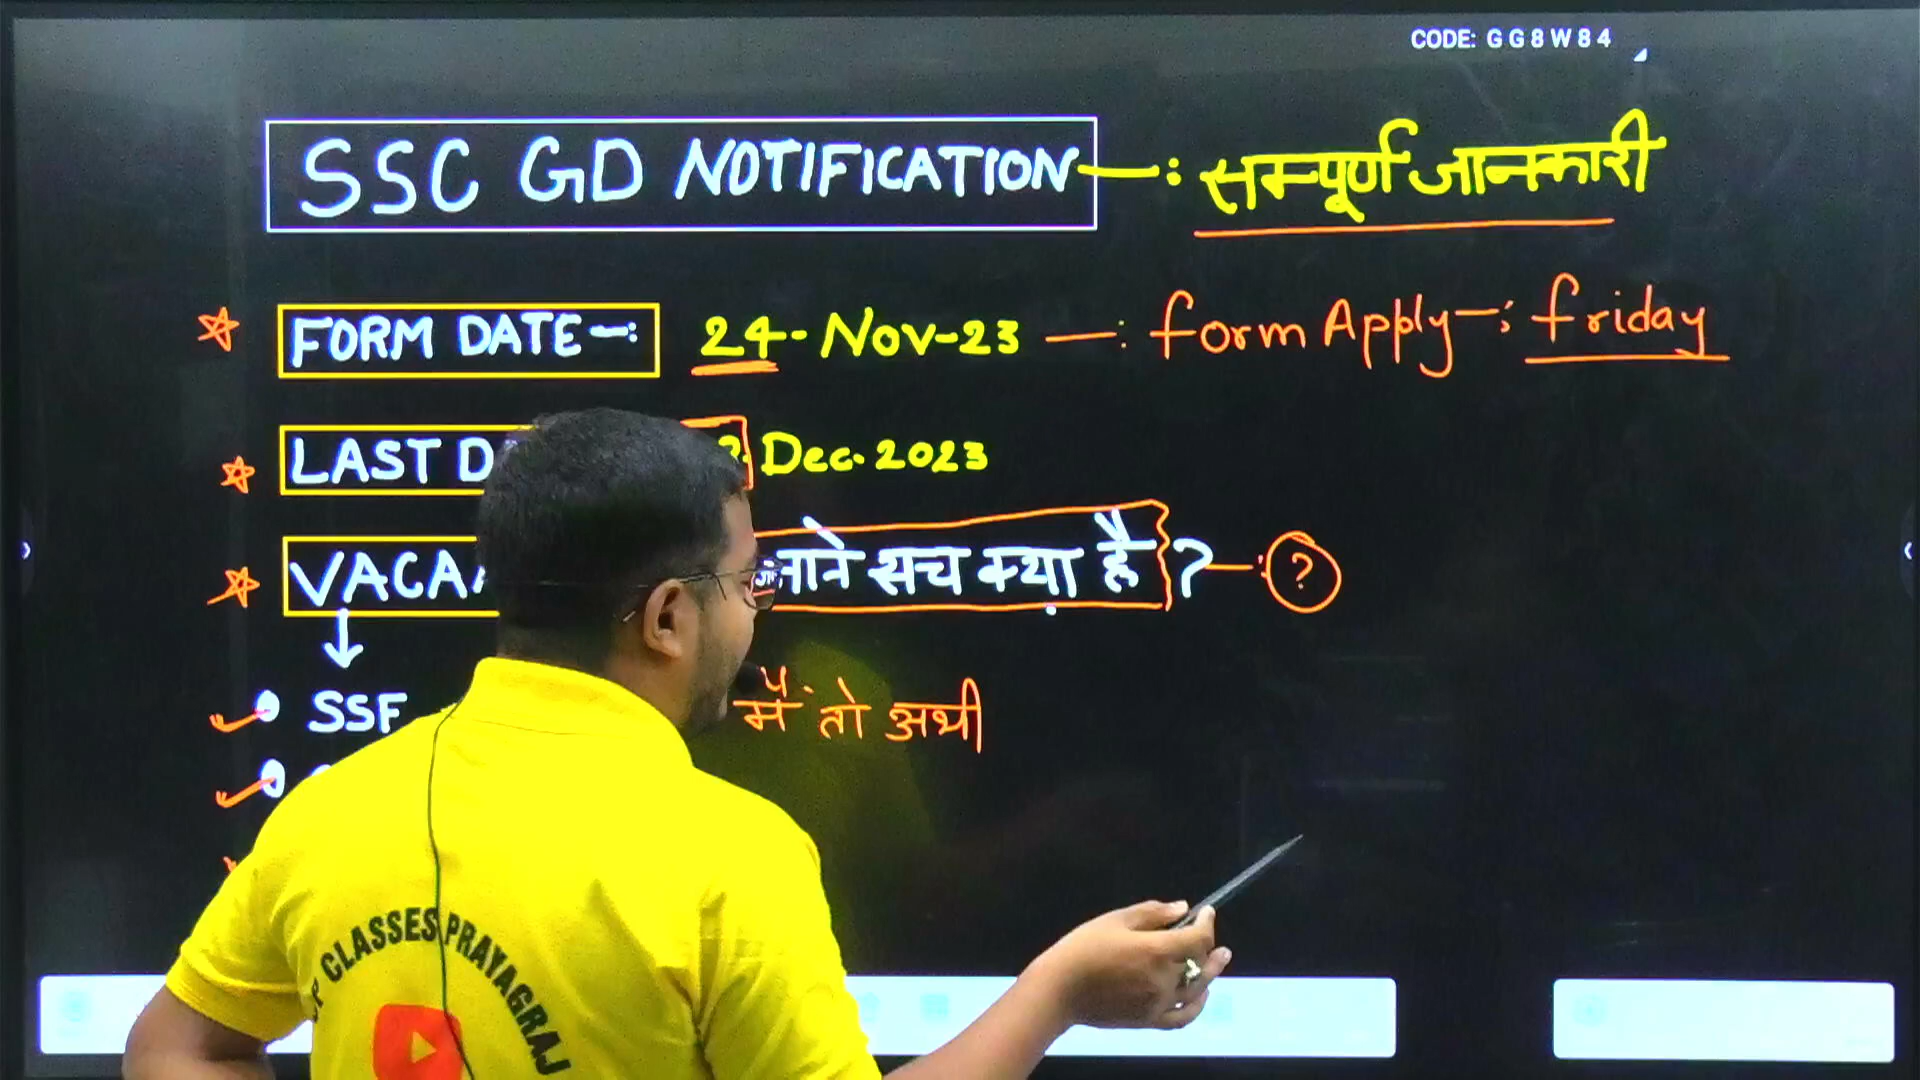 CODE: GG8W84
SSC GD NOTIFICATION —: सम्पूर्ण जानकारी
FORM DATE —: 24-Nov-23 —: form Apply —: friday
LAST Dec. 2023
जाने सच क्या है ? —: ?
SSF में तो अभी
CLASSES PRAYAGRAJ